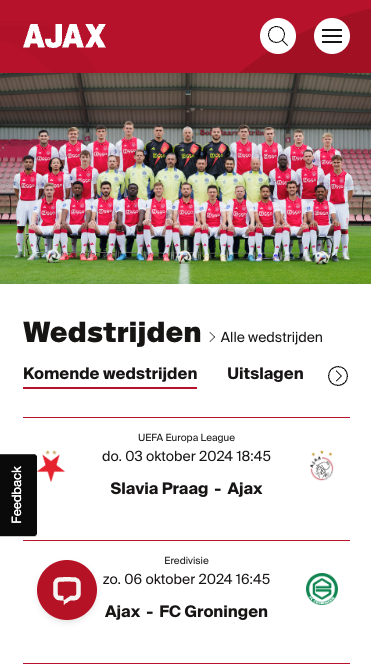 AJAX
Wedstrijden
Alle wedstrijden
Komende wedstrijden
Uitslagen
UEFA Europa League
do. 03 oktober 2024 18:45
Slavia Praag - Ajax
Feedback
Eredivisie
zo. 06 oktober 2024 16:45
Ajax - FC Groningen